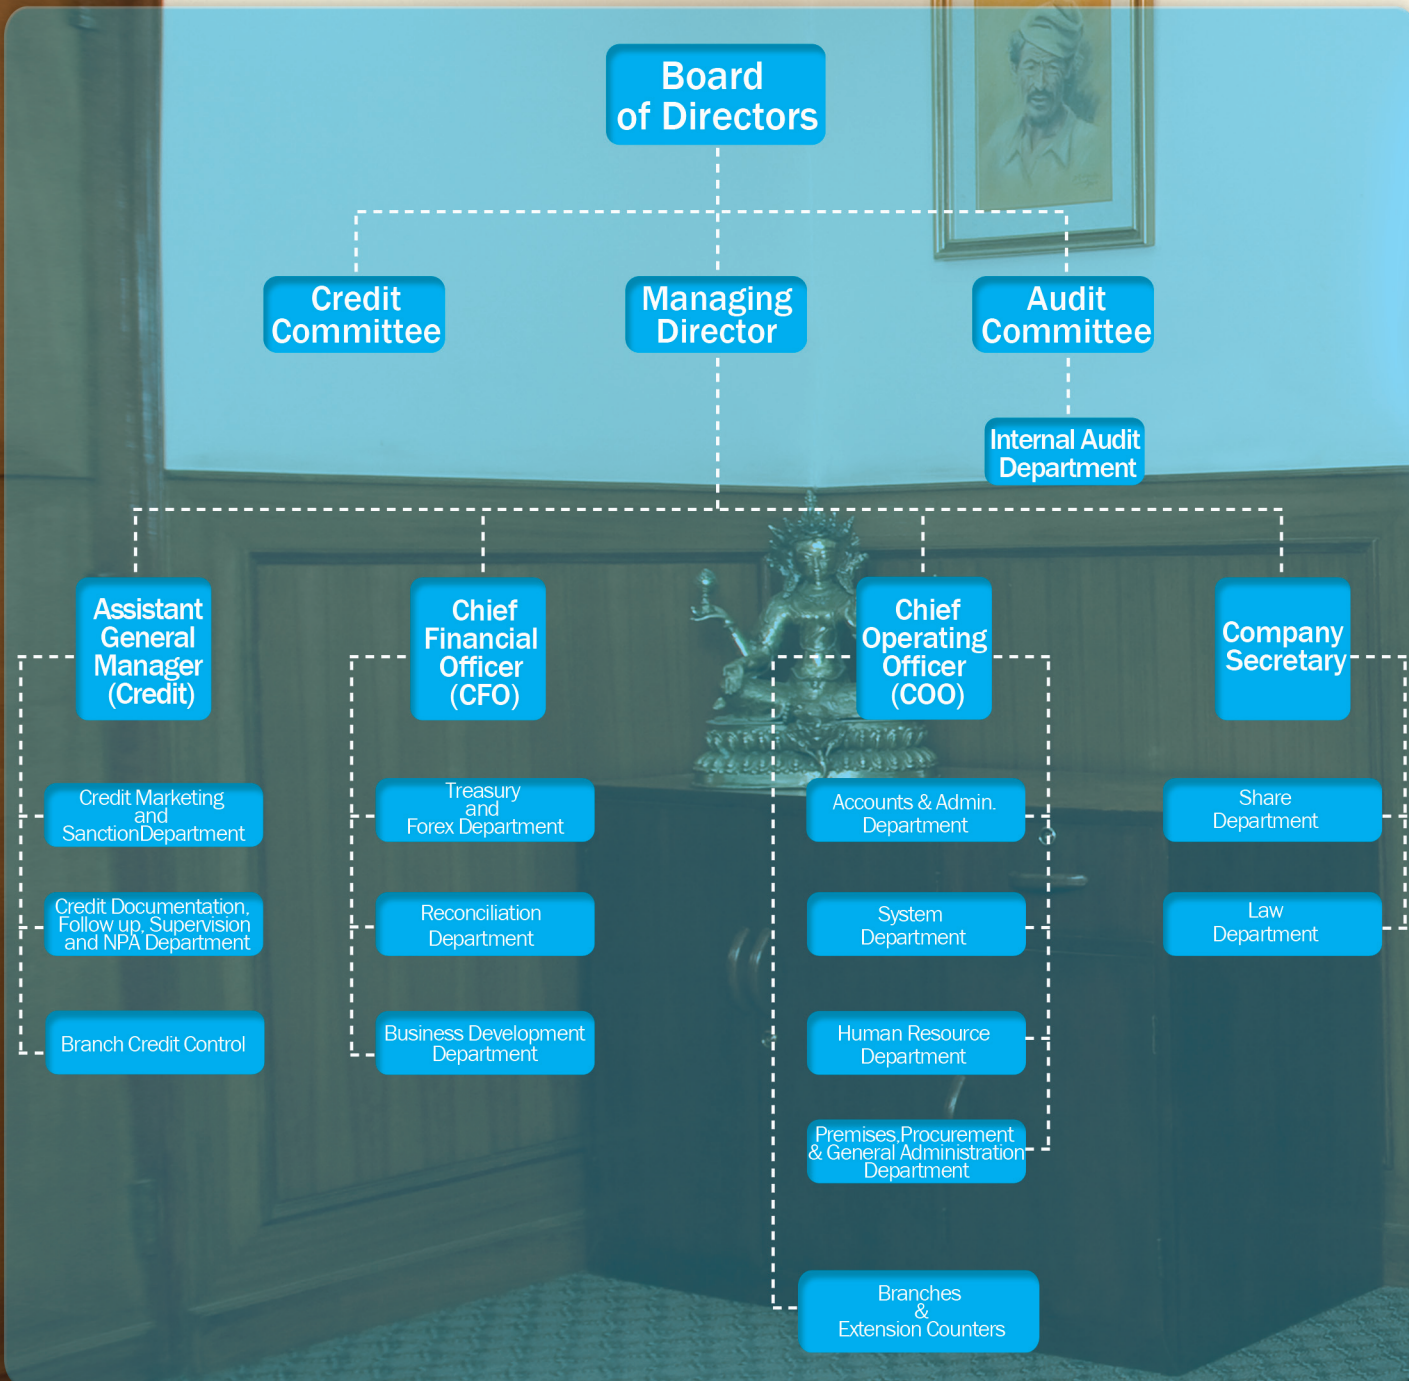 Board
of Directors
Credit
Committee
Managing
Director
Audit
Committee
Internal Audit
Department
Assistant
General
Manager
(Credit)
Chief
Financial
Officer
(CFO)
Chief
Operating
Officer
(COO)
Company
Secretary
Credit Marketing
and
SanctionDepartment
Treasury
and
Forex Department
Accounts & Admin.
Department
Share
Department
Credit Documentation,
Follow up, Supervision
and NPA Department
Reconciliation
Department
System
Department
Law
Department
Branch Credit Control
Business Development
Department
Human Resource
Department
Premises,Procurement
& General Administration
Department
Branches
&
Extension Counters